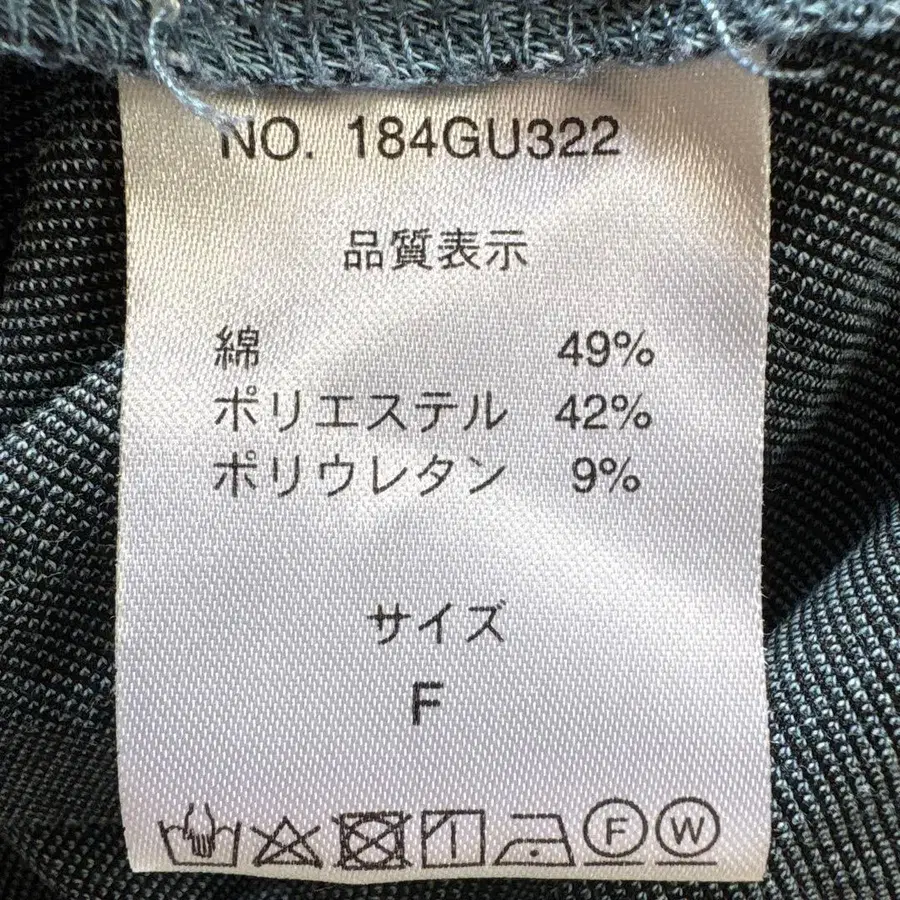 NO. 184GU322
品質表示
綿 49%
ポリエステル 42%
ポリウレタン 9%
サイズ
F
F W